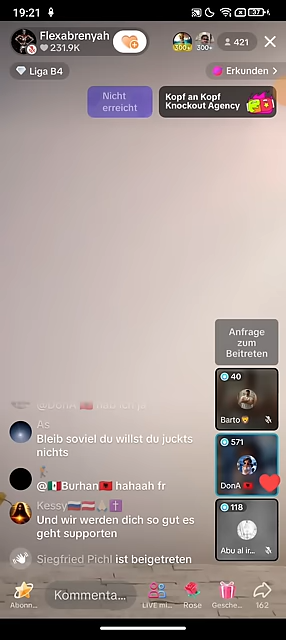 19:21
37
Flexabrenyah
231.9K
300+
300+
421
Liga B4
Erkunden >
Nicht
erreicht
Kopf an Kopf
Knockout Agency
Anfrage
zum
Beitreten
40
Barto
571
DonA
118
Abu al ir...
As
Bleib soviel du willst du juckts
nichts
@🇲🇽Burhan🇦🇱 hahaah fr
Kessy🇷🇺🇦🇹🙏🏻✝️
Und wir werden dich so gut es
geht supporten
Siegfried Pichl ist beigetreten
Abonn...
Kommenta...
LIVE mi...
Rose
Gesche...
162